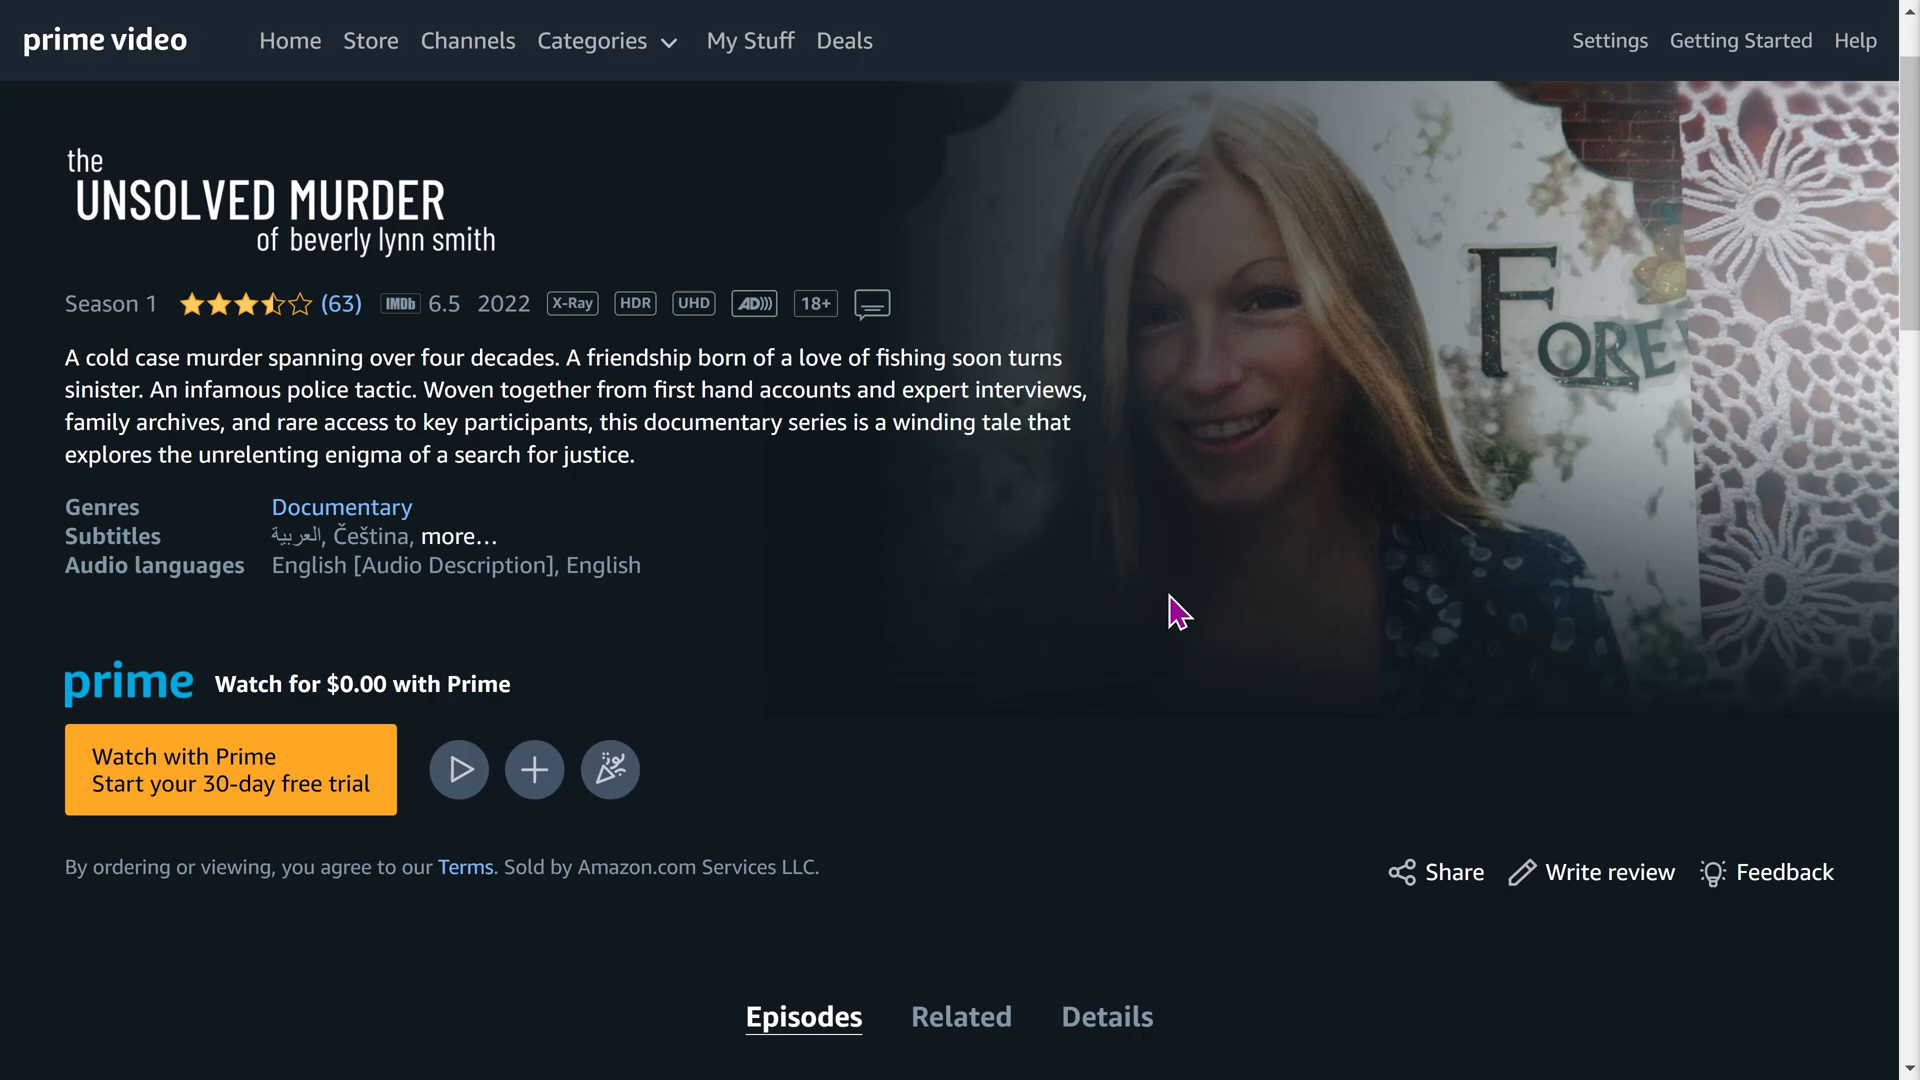 prime video
Home Store Channels Categories My Stuff Deals
Settings Getting Started Help
the
UNSOLVED MURDER
of beverly lynn smith
Season 1 (63) IMDb 6.5 2022 X-Ray HDR UHD AD))) 18+
A cold case murder spanning over four decades. A friendship born of a love of fishing soon turns
sinister. An infamous police tactic. Woven together from first hand accounts and expert interviews,
family archives, and rare access to key participants, this documentary series is a winding tale that
explores the unrelenting enigma of a search for justice.
Genres Documentary
Subtitles العربية, Čeština, more...
Audio languages English [Audio Description], English
prime Watch for $0.00 with Prime
Watch with Prime
Start your 30-day free trial
By ordering or viewing, you agree to our Terms. Sold by Amazon.com Services LLC.
Share Write review Feedback
Episodes Related Details
FORE